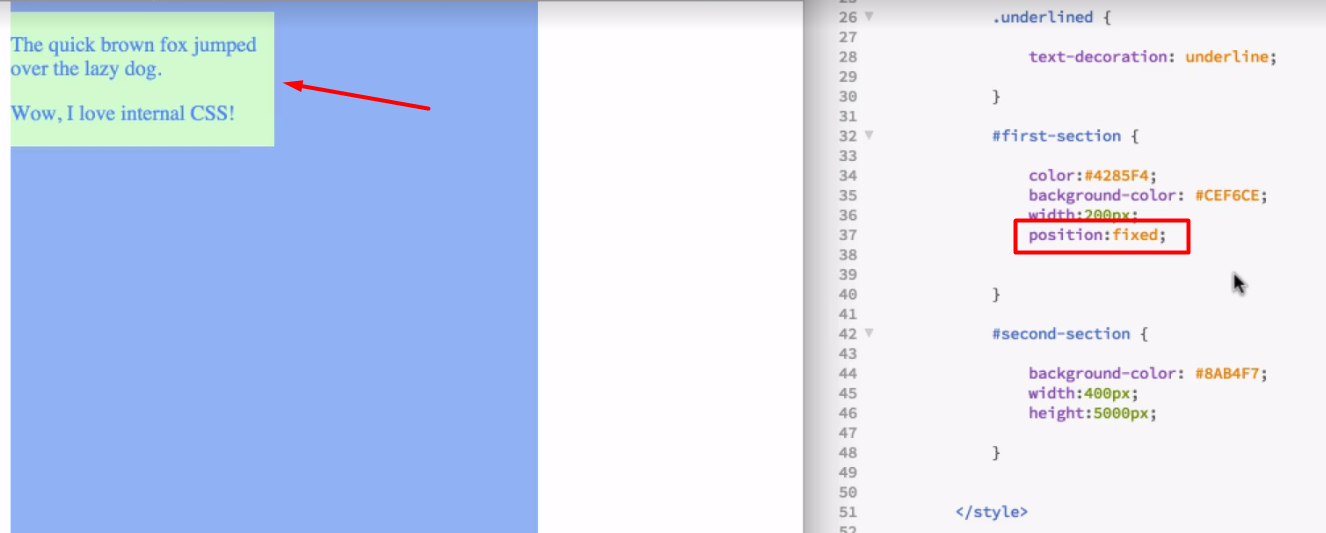 The quick brown fox jumped
over the lazy dog.
Wow, I love internal CSS!
26 .underlined {
27
28 text-decoration: underline;
29
30 }
31
32 #first-section {
33
34 color:#4285F4;
35 background-color: #CEF6CE;
36 width:200px;
37 position:fixed;
38
39
40 }
41
42 #second-section {
43
44 background-color: #8AB4F7;
45 width:400px;
46 height:5000px;
47
48 }
49
50
51 </style>
52